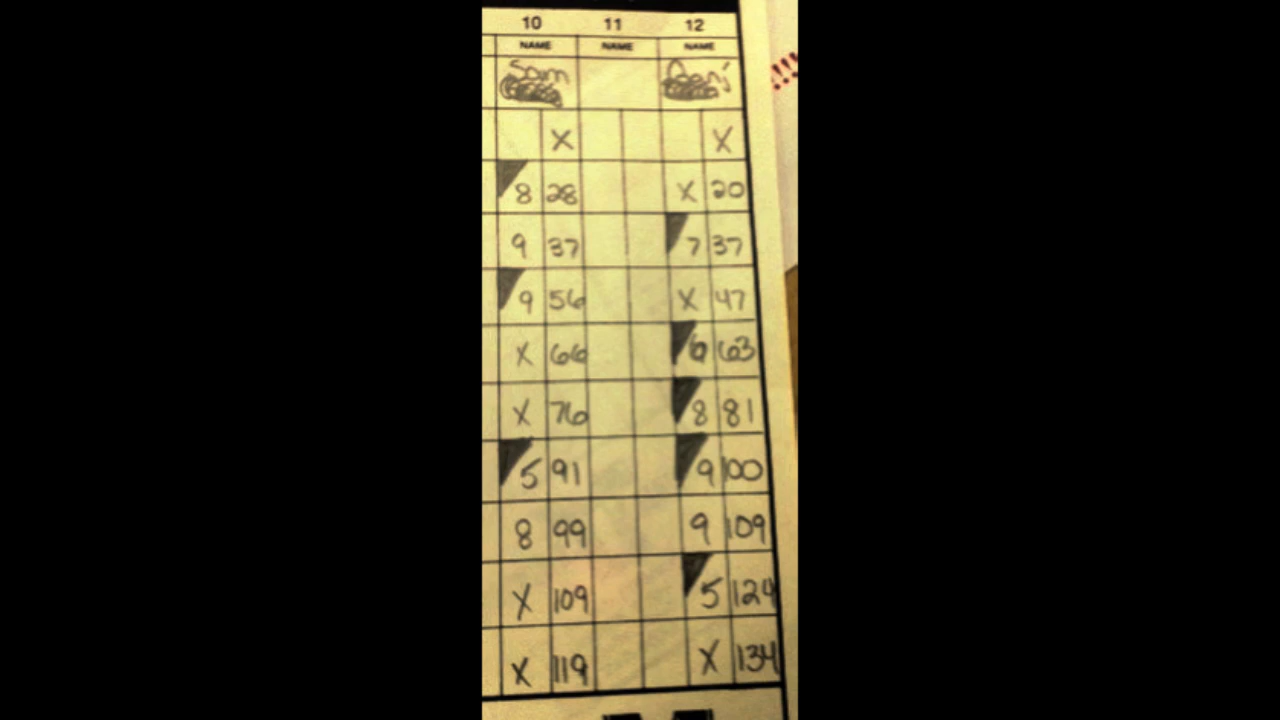 10 11 12
NAME NAME NAME
Sam
X X
8 28 X 20
9 37 7 37
9 56 X 47
X 66 6 63
X 76 8 81
5 91 9 100
8 99 9 109
X 109 5 124
X 119 X 134